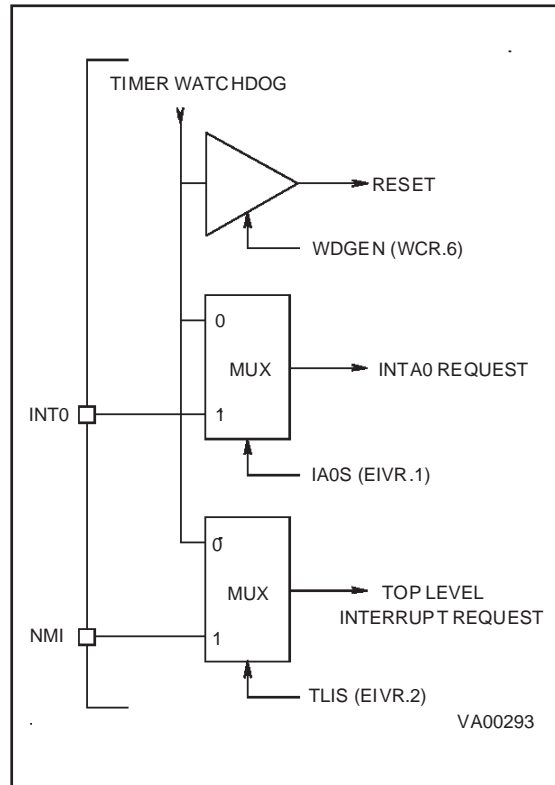 TIMER WATCHDOG
RESET
WDGEN (WCR.6)
0
MUX
INTA0 REQUEST
INT0
1
IA0S (EIVR.1)
0
MUX
TOP LEVEL
INTERRUPT REQUEST
NMI
1
TLIS (EIVR.2)
VA00293